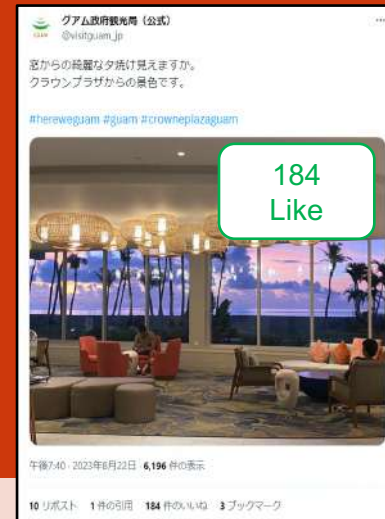 グアム政府観光局（公式）
@visitguam_jp
窓からの綺麗な夕焼け見えますか。
クラウンプラザからの景色です。
#hereweguam #guam #crowneplazaguam
184
Like
午後7:40 · 2023年8月22日 · 6,196 件の表示
10 リポスト 1 件の引用 184 件のいいね 3 ブックマーク